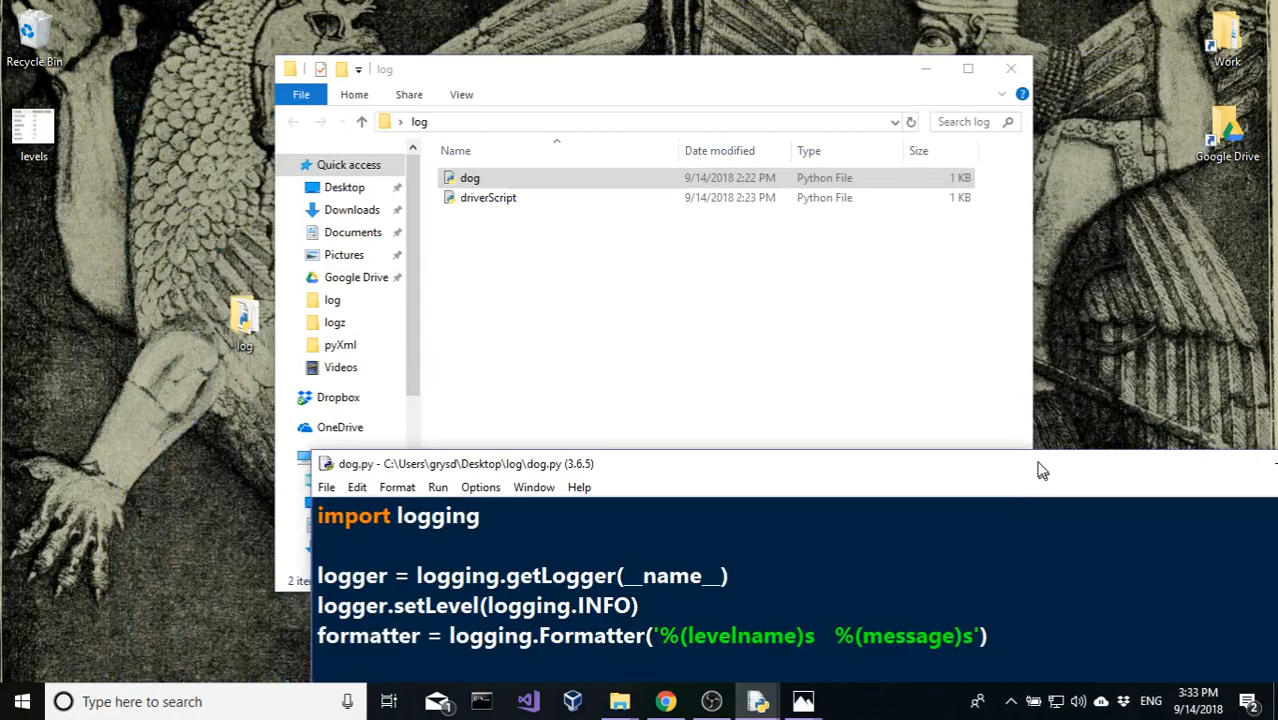 Recycle Bin
levels
log
Work
Google Drive
log
File Home Share View
log
Search log
Name Date modified Type Size
dog 9/14/2018 2:22 PM Python File 1 KB
driverScript 9/14/2018 2:23 PM Python File 1 KB
Quick access
Desktop
Downloads
Documents
Pictures
Google Drive
log
logz
pyXml
Videos
Dropbox
OneDrive
2 ite
dog.py - C:\Users\grysd\Desktop\log\dog.py (3.6.5)
File Edit Format Run Options Window Help
import logging
logger = logging.getLogger(__name__)
logger.setLevel(logging.INFO)
formatter = logging.Formatter('%(levelname)s   %(message)s')
Type here to search
1
ENG
3:33 PM
9/14/2018
2